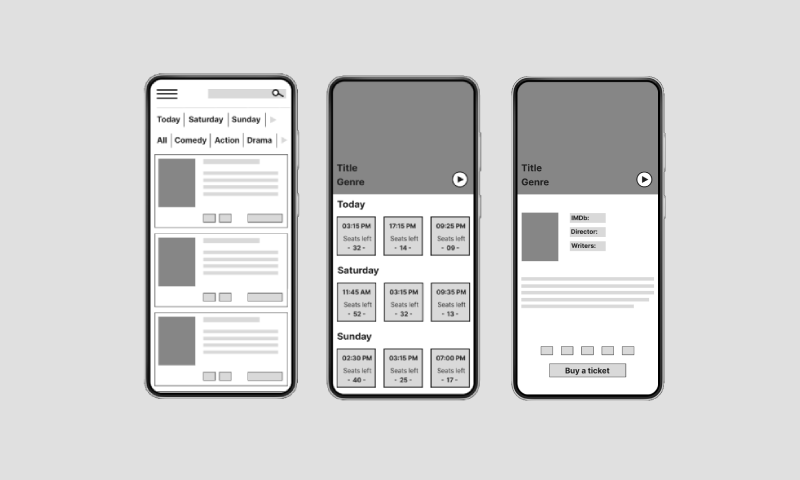 Today Saturday Sunday
All Comedy Action Drama
Title
Genre
Today
03:15 PM 17:15 PM 09:25 PM
Seats left Seats left Seats left
- 32 - - 14 - - 09 -
Saturday
11:45 AM 03:15 PM 09:35 PM
Seats left Seats left Seats left
- 52 - - 32 - - 13 -
Sunday
02:30 PM 03:15 PM 07:00 PM
Seats left Seats left Seats left
- 40 - - 25 - - 17 -
Title
Genre
IMDb:
Director:
Writers:
Buy a ticket